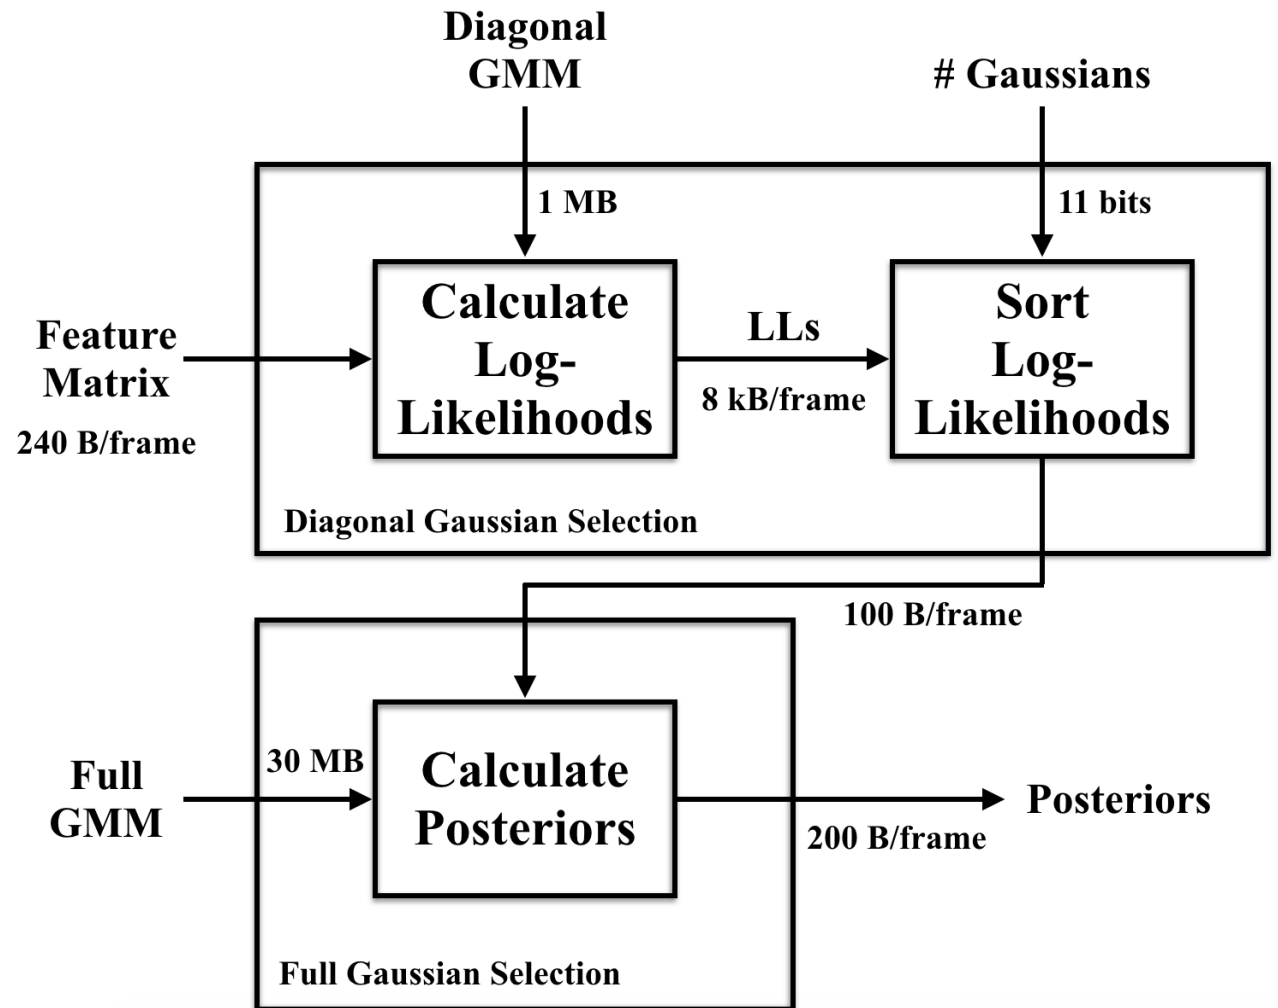 Diagonal
GMM
# Gaussians
1 MB
11 bits
Calculate
Log-
Likelihoods
Sort
Log-
Likelihoods
LLs
8 kB/frame
Feature
Matrix
240 B/frame
Diagonal Gaussian Selection
100 B/frame
Full
GMM
30 MB
Calculate
Posteriors
Posteriors
200 B/frame
Full Gaussian Selection